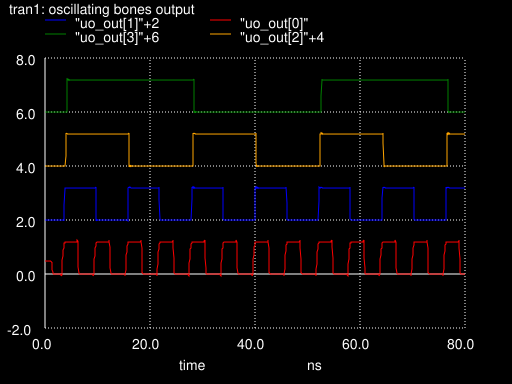 tran1: oscillating bones output
"uo_out[1]"+2 "uo_out[0]"
"uo_out[3]"+6 "uo_out[2]"+4
8.0
6.0
4.0
2.0
0.0
-2.0
0.0 20.0 40.0 60.0 80.0
time ns